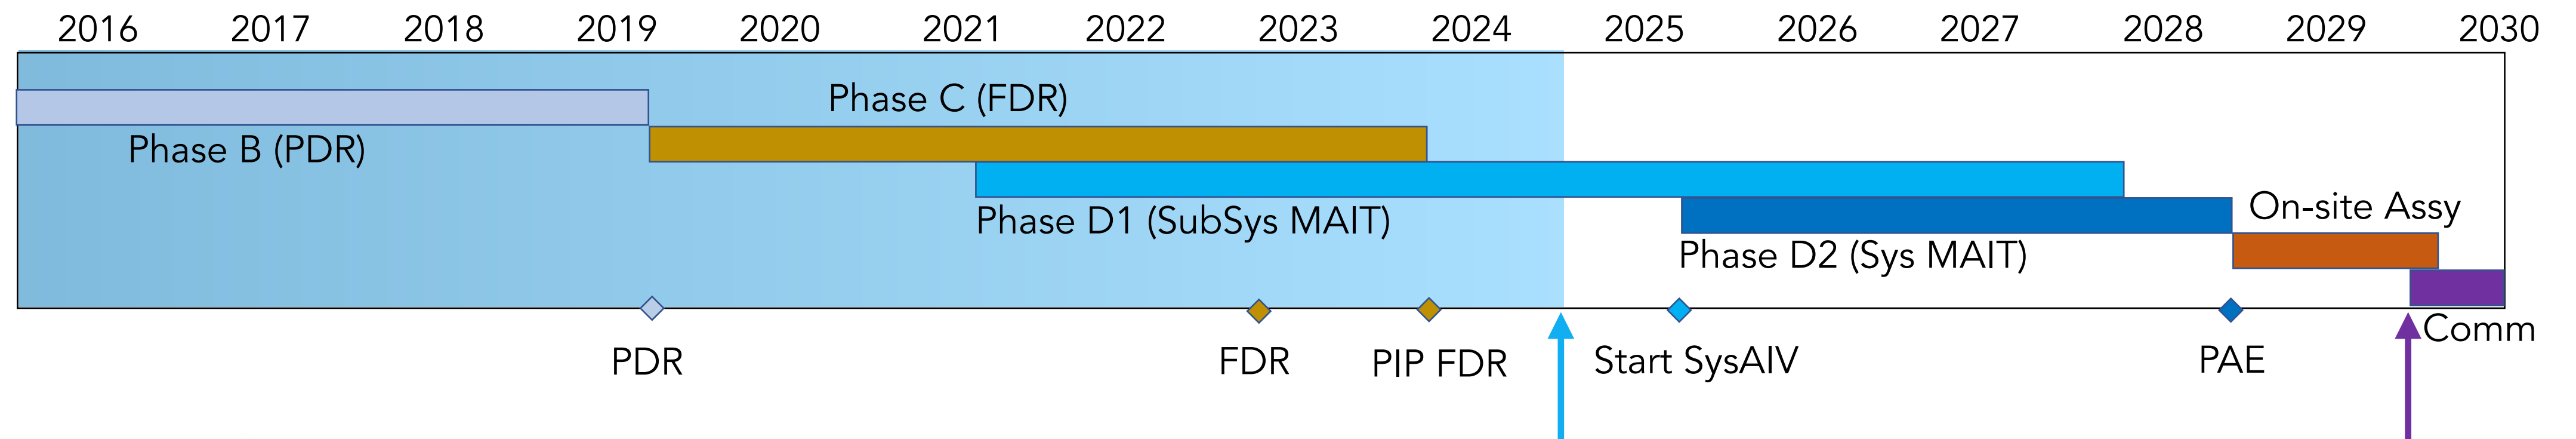 2016 2017 2018 2019 2020 2021 2022 2023 2024 2025 2026 2027 2028 2029 2030
Phase C (FDR)
Phase B (PDR)
On-site Assy
Phase D1 (SubSys MAIT)
Phase D2 (Sys MAIT)
Comm
PDR
FDR
PIP FDR
Start SysAIV
PAE